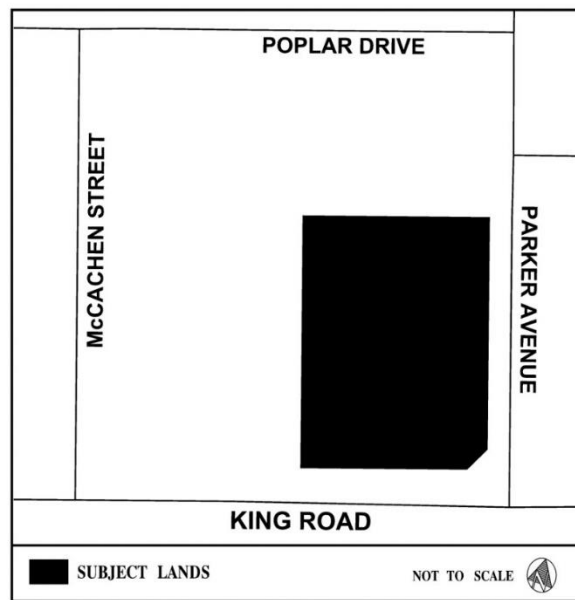 POPLAR DRIVE
McCACHEN STREET
PARKER AVENUE
KING ROAD
SUBJECT LANDS
NOT TO SCALE